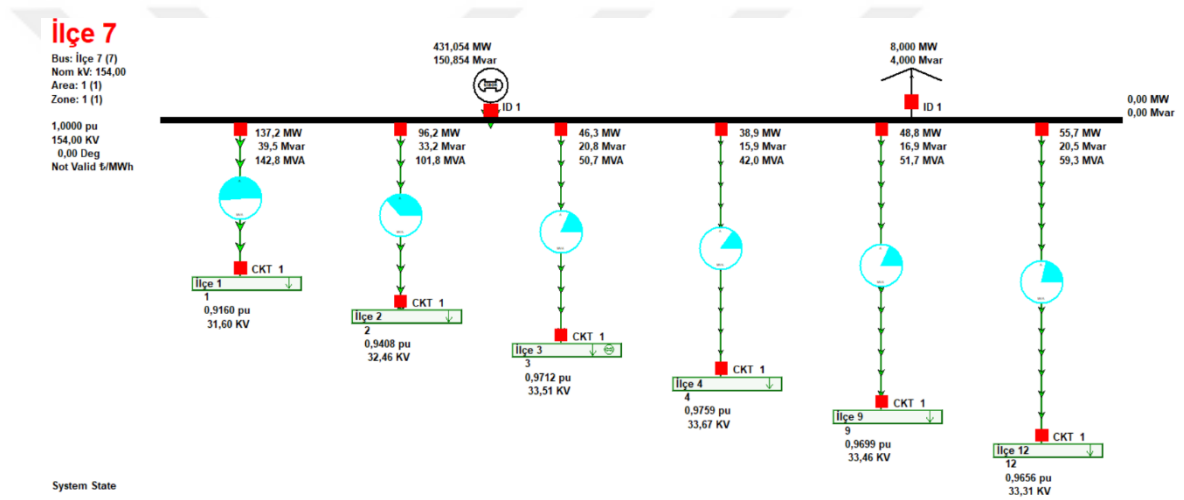 İlçe 7
Bus: İlçe 7 (7)
Nom kV: 154,00
Area: 1 (1)
Zone: 1 (1)
1,0000 pu
154,00 KV
0,00 Deg
Not Valid ₺/MWh
431,054 MW
150,854 Mvar
ID 1
8,000 MW
4,000 Mvar
ID 1
0,00 MW
0,00 Mvar
137,2 MW
39,5 Mvar
142,8 MVA
96,2 MW
33,2 Mvar
101,8 MVA
46,3 MW
20,8 Mvar
50,7 MVA
38,9 MW
15,9 Mvar
42,0 MVA
48,8 MW
16,9 Mvar
51,7 MVA
55,7 MW
20,5 Mvar
59,3 MVA
CKT 1
İlçe 1
1
0,9160 pu
31,60 KV
CKT 1
İlçe 2
2
0,9408 pu
32,46 KV
CKT 1
İlçe 3
3
0,9712 pu
33,51 KV
CKT 1
İlçe 4
4
0,9759 pu
33,67 KV
CKT 1
İlçe 9
9
0,9699 pu
33,46 KV
CKT 1
İlçe 12
12
0,9656 pu
33,31 KV
System State